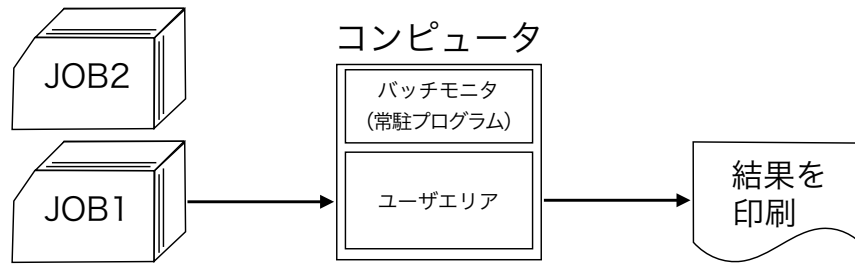 JOB2
JOB1
コンピュータ
バッチモニタ
（常駐プログラム）
ユーザエリア
結果を
印刷